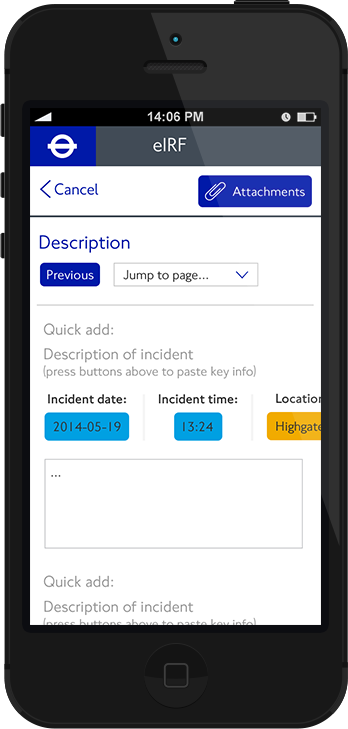 14:06 PM
eIRF
Cancel
Attachments
Description
Previous
Jump to page...
Quick add:
Description of incident
(press buttons above to paste key info)
Incident date:
Incident time:
Location
2014-05-19
13:24
Highgate
...
Quick add:
Description of incident
(press buttons above to paste key info)